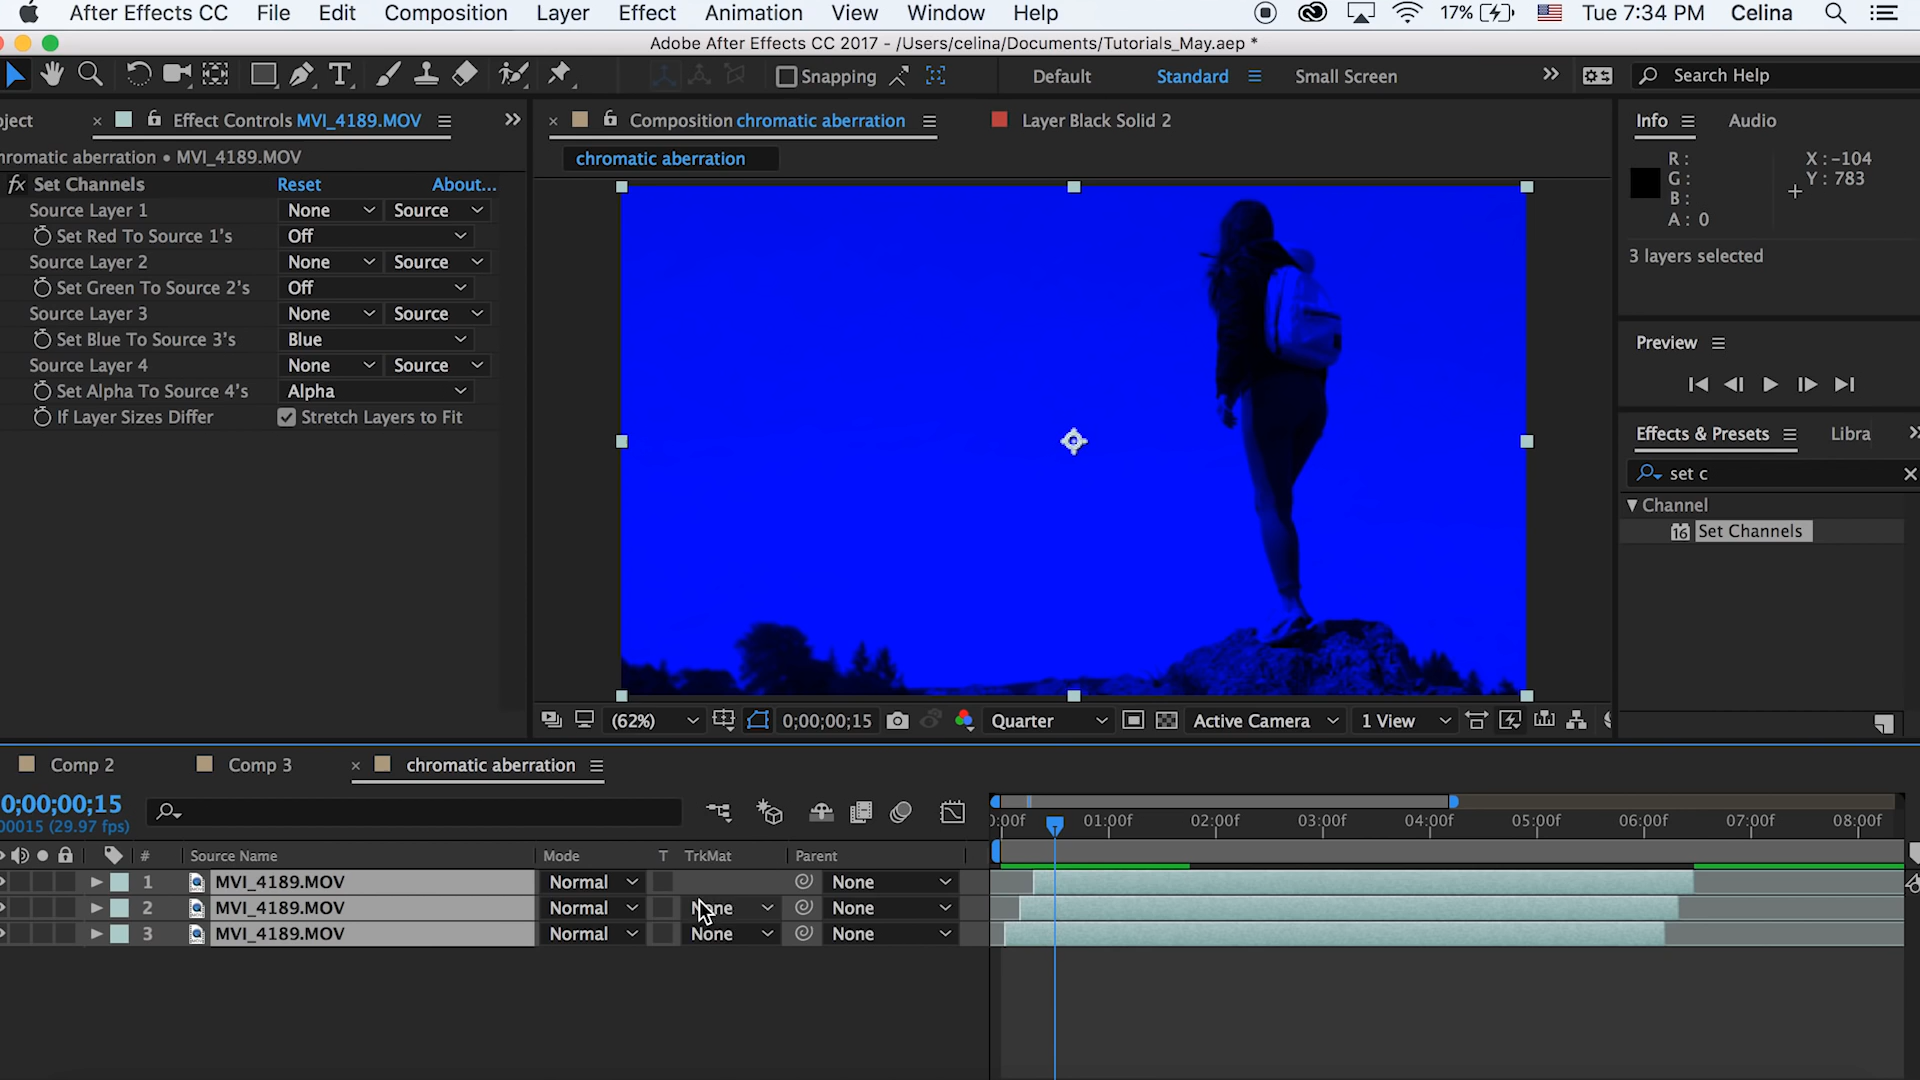 After Effects CC File Edit Composition Layer Effect Animation View Window Help 17% Tue 7:34 PM Celina
Adobe After Effects CC 2017 - /Users/celina/Documents/Tutorials_May.aep *
Snapping Default Standard Small Screen Search Help
ject Effect Controls MVI_4189.MOV
hromatic aberration • MVI_4189.MOV
fx Set Channels Reset About...
Source Layer 1 None Source
Set Red To Source 1's Off
Source Layer 2 None Source
Set Green To Source 2's Off
Source Layer 3 None Source
Set Blue To Source 3's Blue
Source Layer 4 None Source
Set Alpha To Source 4's Alpha
If Layer Sizes Differ Stretch Layers to Fit
Composition chromatic aberration Layer Black Solid 2
chromatic aberration
(62%) 0;00;00;15 Quarter Active Camera 1 View
Info Audio
R: X: -104
G: Y: 783
B:
A: 0
3 layers selected
Preview
Effects & Presets Libra
set c
Channel
16 Set Channels
Comp 2 Comp 3 chromatic aberration
0;00;00;15
00015 (29.97 fps)
):00f 01:00f 02:00f 03:00f 04:00f 05:00f 06:00f 07:00f 08:00f
# Source Name Mode T TrkMat Parent
1 MVI_4189.MOV Normal None
2 MVI_4189.MOV Normal None None
3 MVI_4189.MOV Normal None None